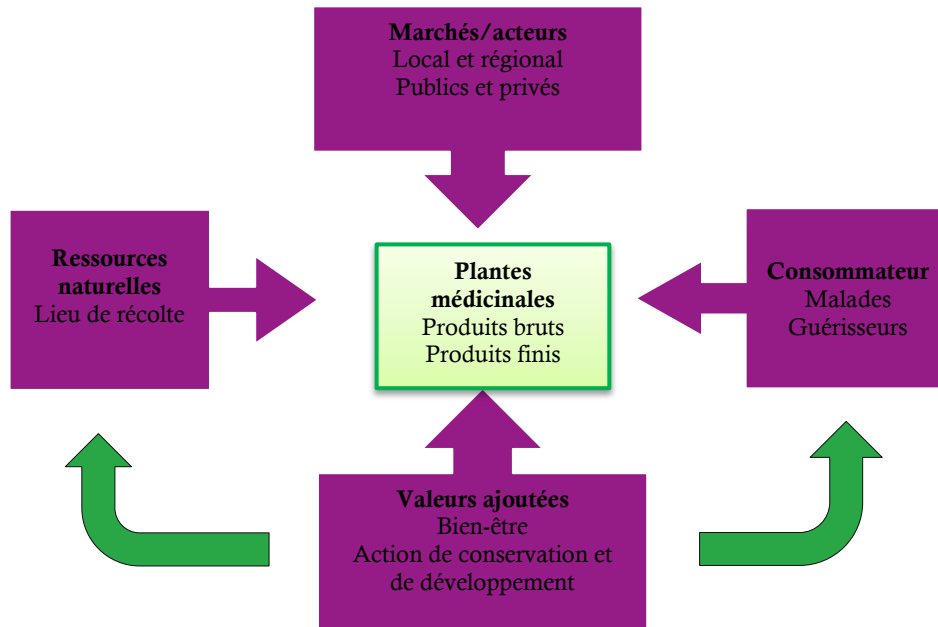 Marchés/acteurs
Local et régional
Publics et privés
Ressources
naturelles
Lieu de récolte
Plantes
médicinales
Produits bruts
Produits finis
Consommateur
Malades
Guérisseurs
Valeurs ajoutées
Bien-être
Action de conservation et
de développement